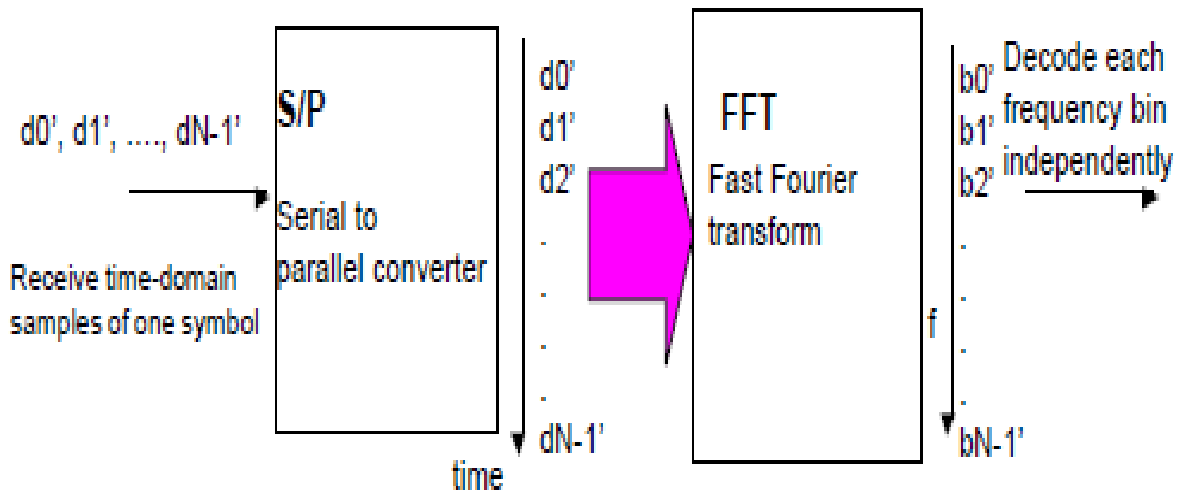 d0’, d1’, ...., dN-1’
Receive time-domain
samples of one symbol
S/P
Serial to
parallel converter
time
d0’
d1’
d2’
.
.
.
.
dN-1’
FFT
Fast Fourier
transform
f
b0’
b1’
b2’
.
.
.
.
bN-1’
Decode each
frequency bin
independently